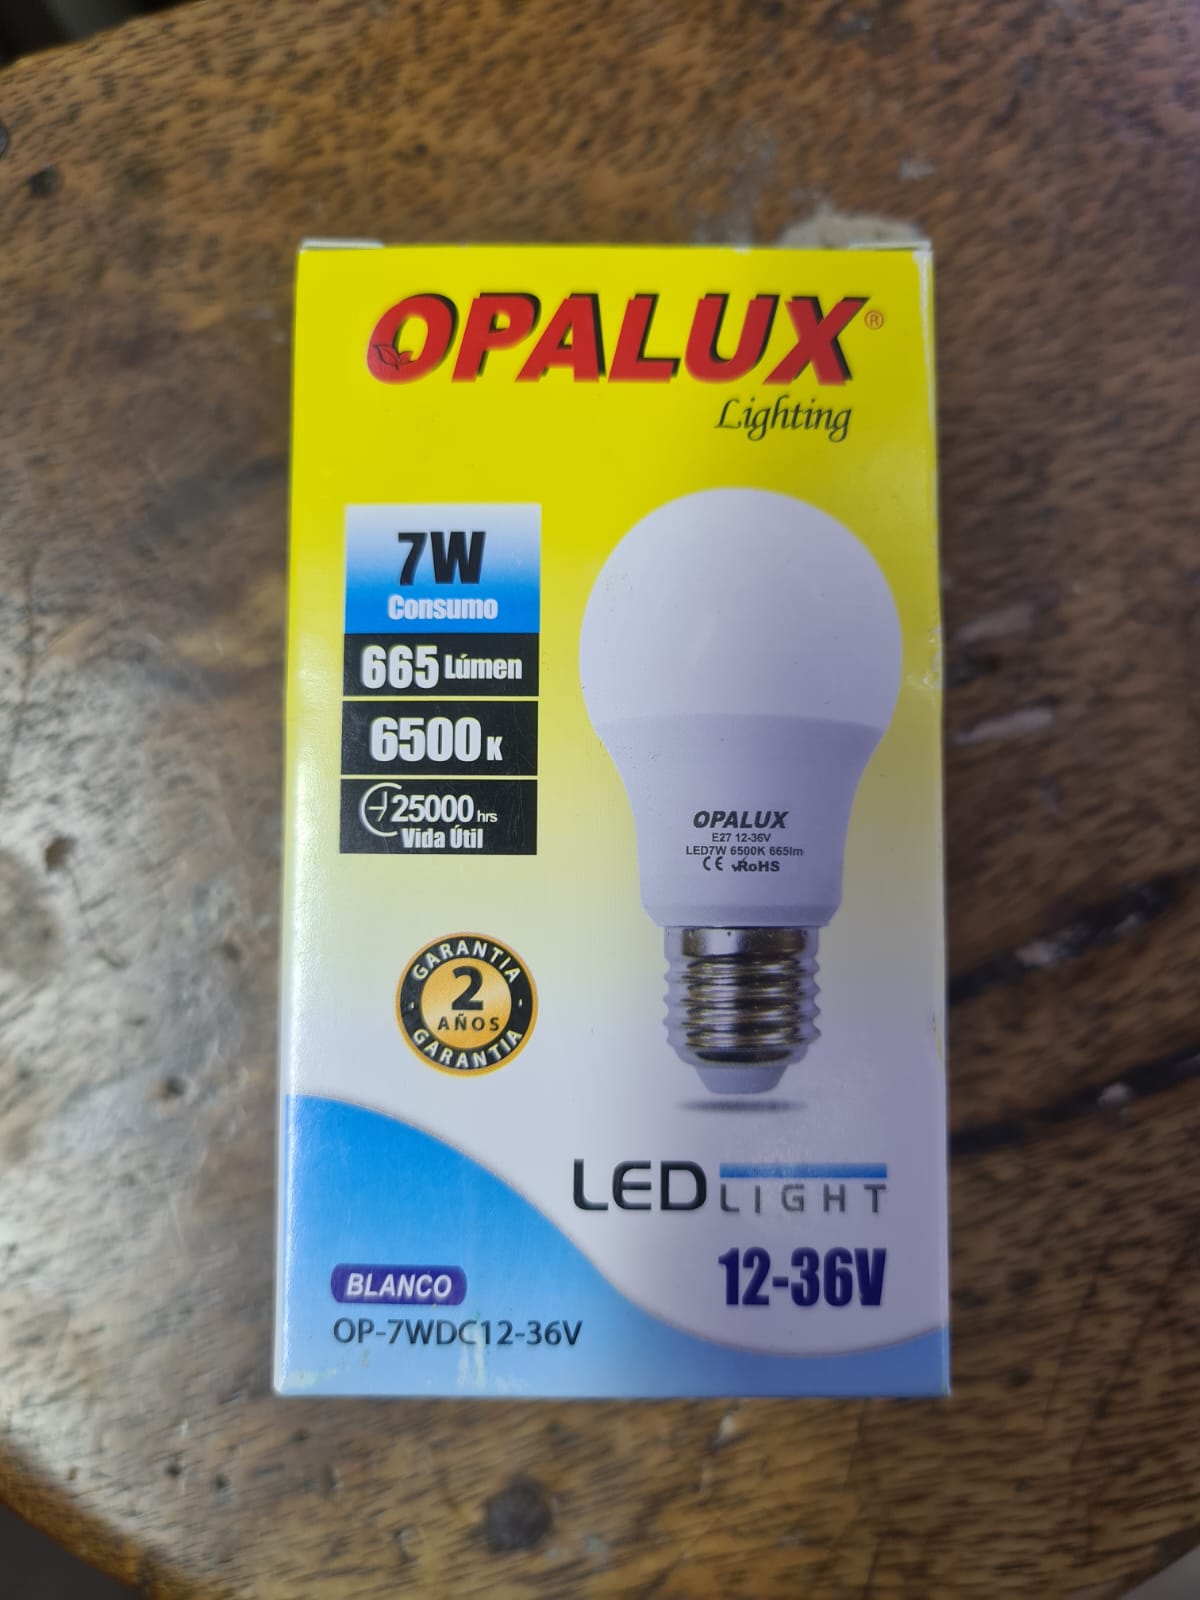 OPALUX®
Lighting
7W
Consumo
665 Lúmen
6500 K
25000 hrs
Vida Útil
OPALUX
E27 12-36V
LED7W 6500K 665lm
CE RoHS
GARANTIA
2
AÑOS
GARANTIA
LED LIGHT
12-36V
BLANCO
OP-7WDC12-36V